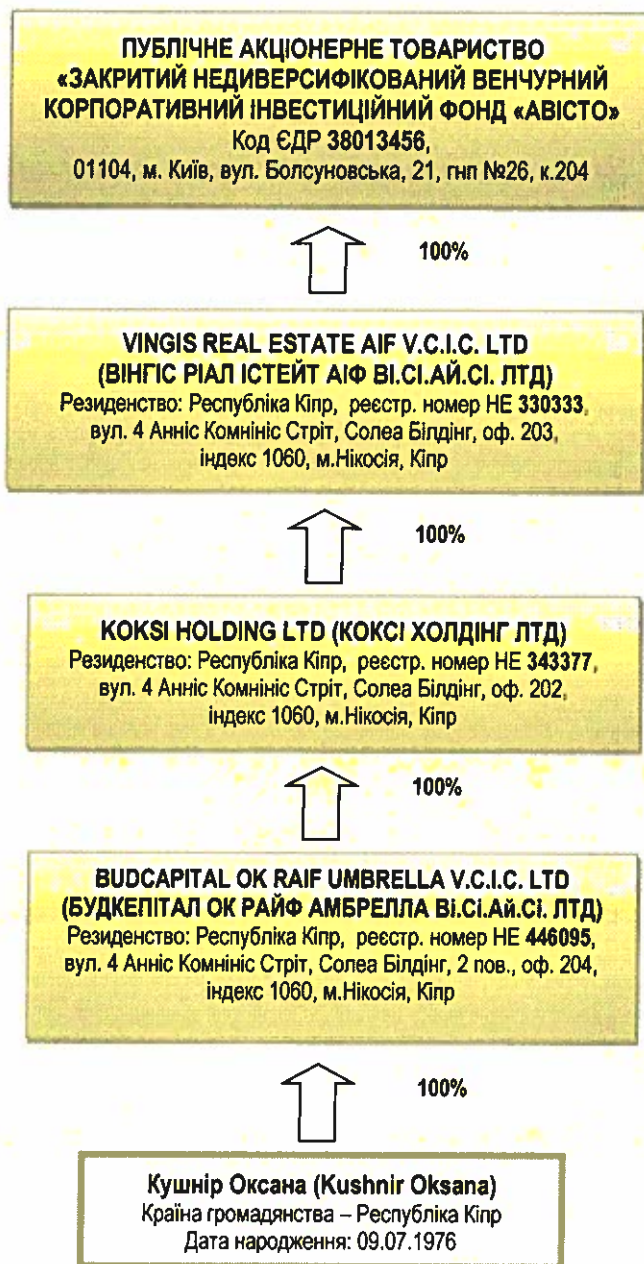 ПУБЛІЧНЕ АКЦІОНЕРНЕ ТОВАРИСТВО
«ЗАКРИТИЙ НЕДИВЕРСИФІКОВАНИЙ ВЕНЧУРНИЙ
КОРПОРАТИВНИЙ ІНВЕСТИЦІЙНИЙ ФОНД «АВІСТО»
Код ЄДР 38013456,
01104, м. Київ, вул. Болсуновська, 21, гнп №26, к.204
100%
VINGIS REAL ESTATE AIF V.C.I.C. LTD
(ВІНГІС РІАЛ ІСТЕЙТ АІФ ВІ.СІ.АЙ.СІ. ЛТД)
Резиденство: Республіка Кіпр, реєстр. номер HE 330333,
вул. 4 Анніс Комнініс Стріт, Солеа Білдінг, оф. 203,
індекс 1060, м.Нікосія, Кіпр
100%
KOKSI HOLDING LTD (КОКСІ ХОЛДІНГ ЛТД)
Резиденство: Республіка Кіпр, реєстр. номер HE 343377,
вул. 4 Анніс Комнініс Стріт, Солеа Білдінг, оф. 202,
індекс 1060, м.Нікосія, Кіпр
100%
BUDCAPITAL OK RAIF UMBRELLA V.C.I.C. LTD
(БУДКЕПІТАЛ ОК РАЙФ АМБРЕЛЛА Ві.Сі.Ай.Сі. ЛТД)
Резиденство: Республіка Кіпр, реєстр. номер HE 446095,
вул. 4 Анніс Комнініс Стріт, Солеа Білдінг, 2 пов., оф. 204,
індекс 1060, м.Нікосія, Кіпр
100%
Кушнір Оксана (Kushnir Oksana)
Країна громадянства – Республіка Кіпр
Дата народження: 09.07.1976